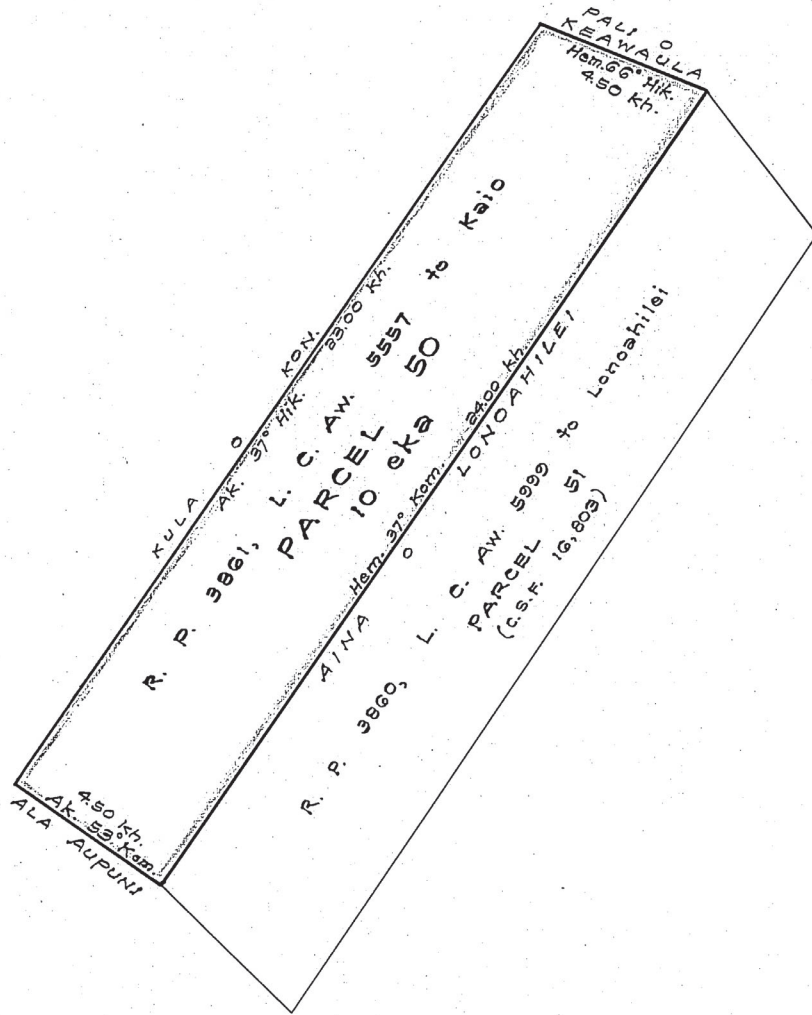 PALI O
KEAWAULA
Hem. 66° Hik.
4.50 Kh.
KULA O KON.
Ak. 37° Hik. 23.00 Kh.
R. P. 3861, L. C. Aw. 5557 to Kaio
PARCEL 50
10 eka
Hem. 37° Kom. 24.00 Kh.
AINA O LONOAHILEI
R. P. 3860, L. C. Aw. 5999 to Lonoahilei
PARCEL 51
(C.S.F. 16,803)
4.50 Kh.
Ak. 53° Kom.
ALA AUPUNI